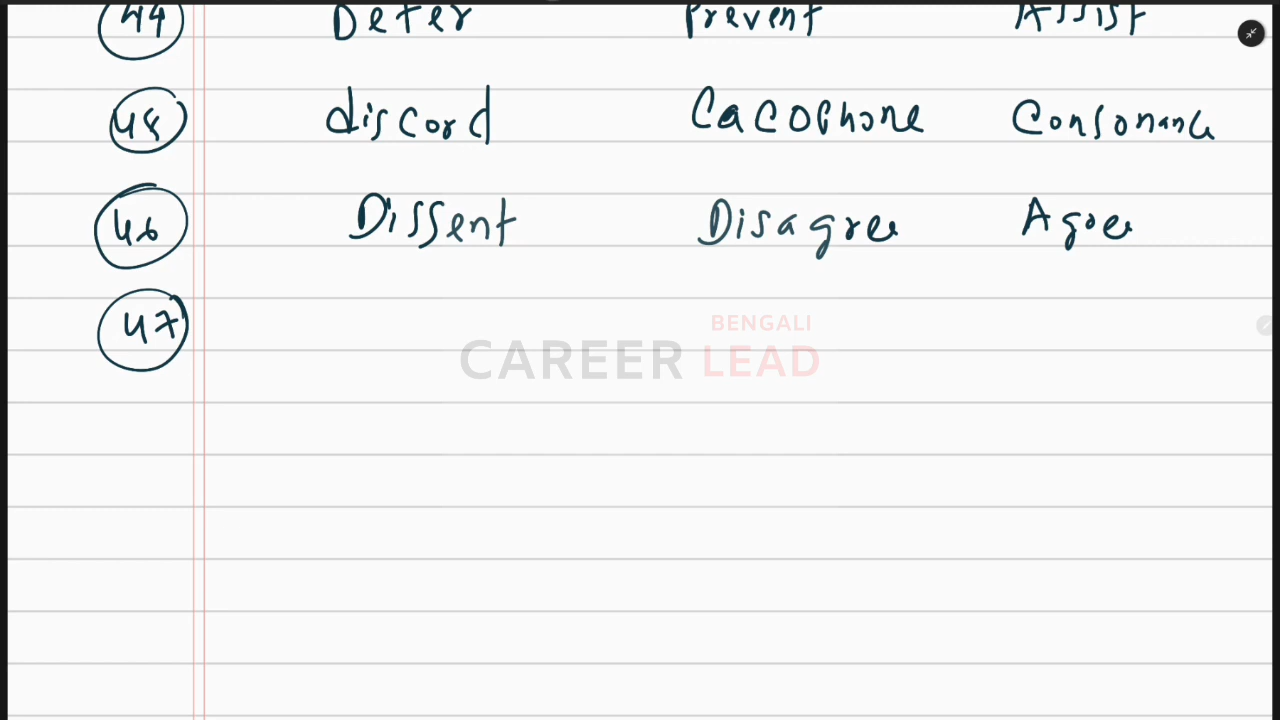 44 Deter Prevent Assist
45 discord Cacophone Consonance
46 Dissent Disagree Agree
47
BENGALI
CAREER LEAD